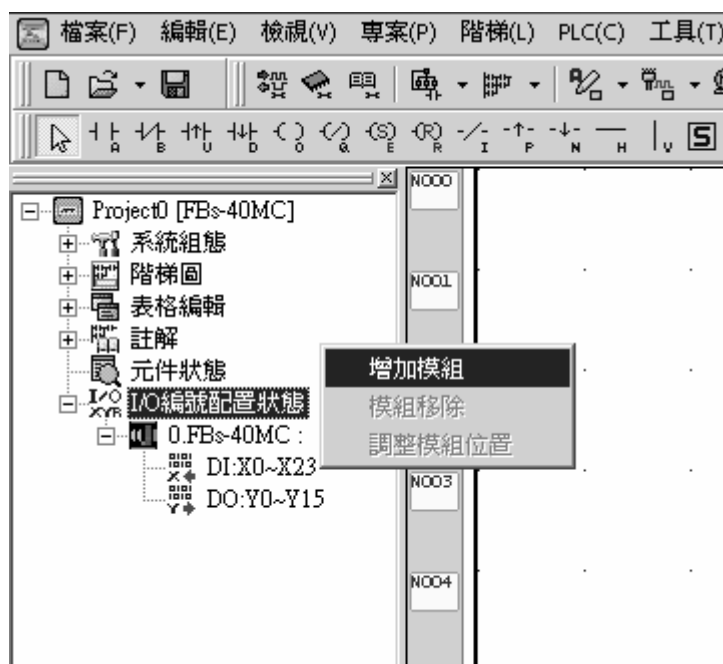 檔案(F) 編輯(E) 檢視(V) 專案(P) 階梯(L) PLC(C) 工具(T)
A B U D O Q E R I P N H V S
Project0 [FBs-40MC]
系統組態
階梯圖
表格編輯
註解
元件狀態
I/O編號配置狀態
0.FBs-40MC :
DI:X0~X23
DO:Y0~Y15
增加模組
模組移除
調整模組位置
N000
N001
N003
N004